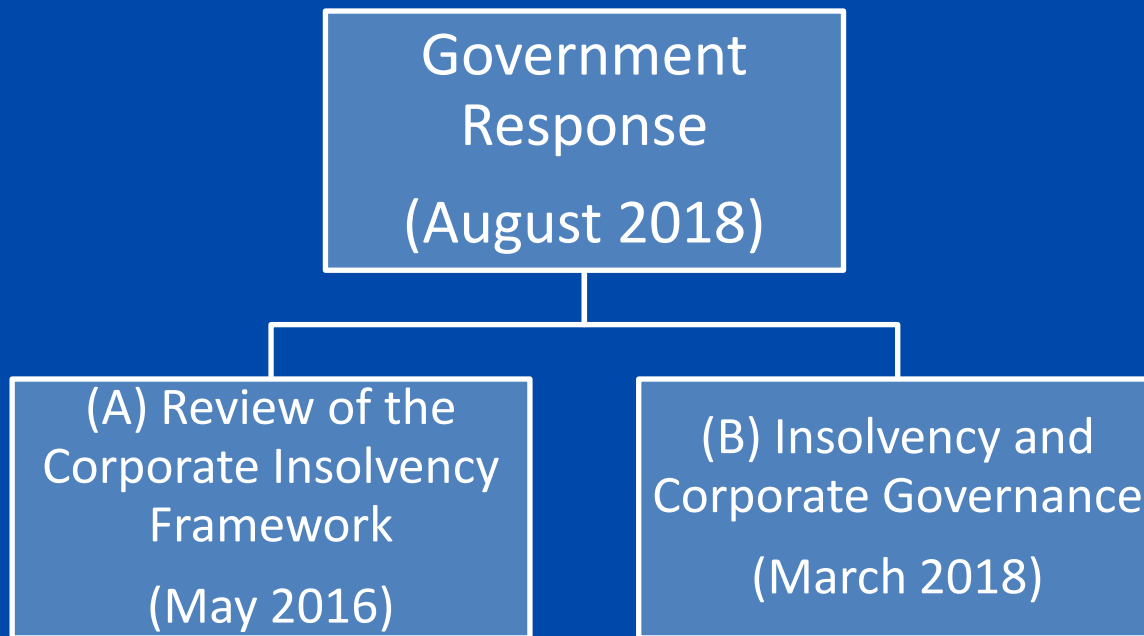 Government
Response
(August 2018)
(A) Review of the
Corporate Insolvency
Framework
(May 2016)
(B) Insolvency and
Corporate Governance
(March 2018)